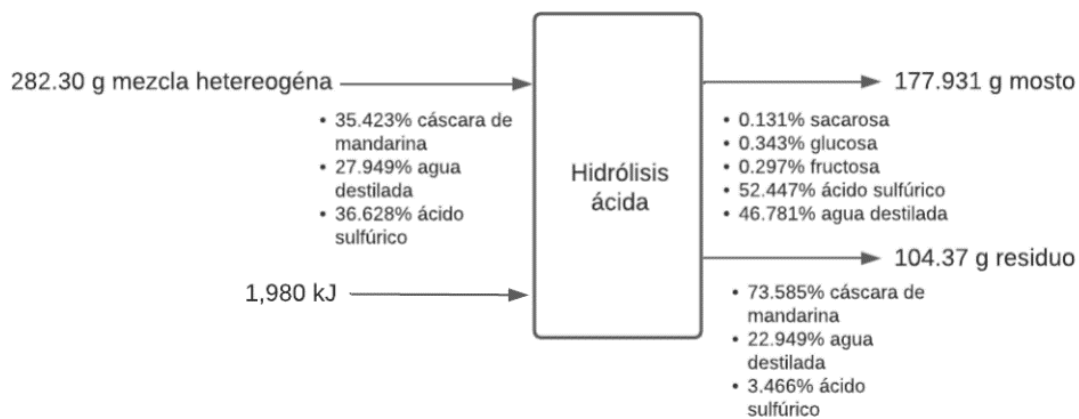 282.30 g mezcla hetereogéna
• 35.423% cáscara de
mandarina
• 27.949% agua
destilada
• 36.628% ácido
sulfúrico
1,980 kJ
Hidrólisis
ácida
177.931 g mosto
• 0.131% sacarosa
• 0.343% glucosa
• 0.297% fructosa
• 52.447% ácido sulfúrico
• 46.781% agua destilada
104.37 g residuo
• 73.585% cáscara de
mandarina
• 22.949% agua
destilada
• 3.466% ácido
sulfúrico